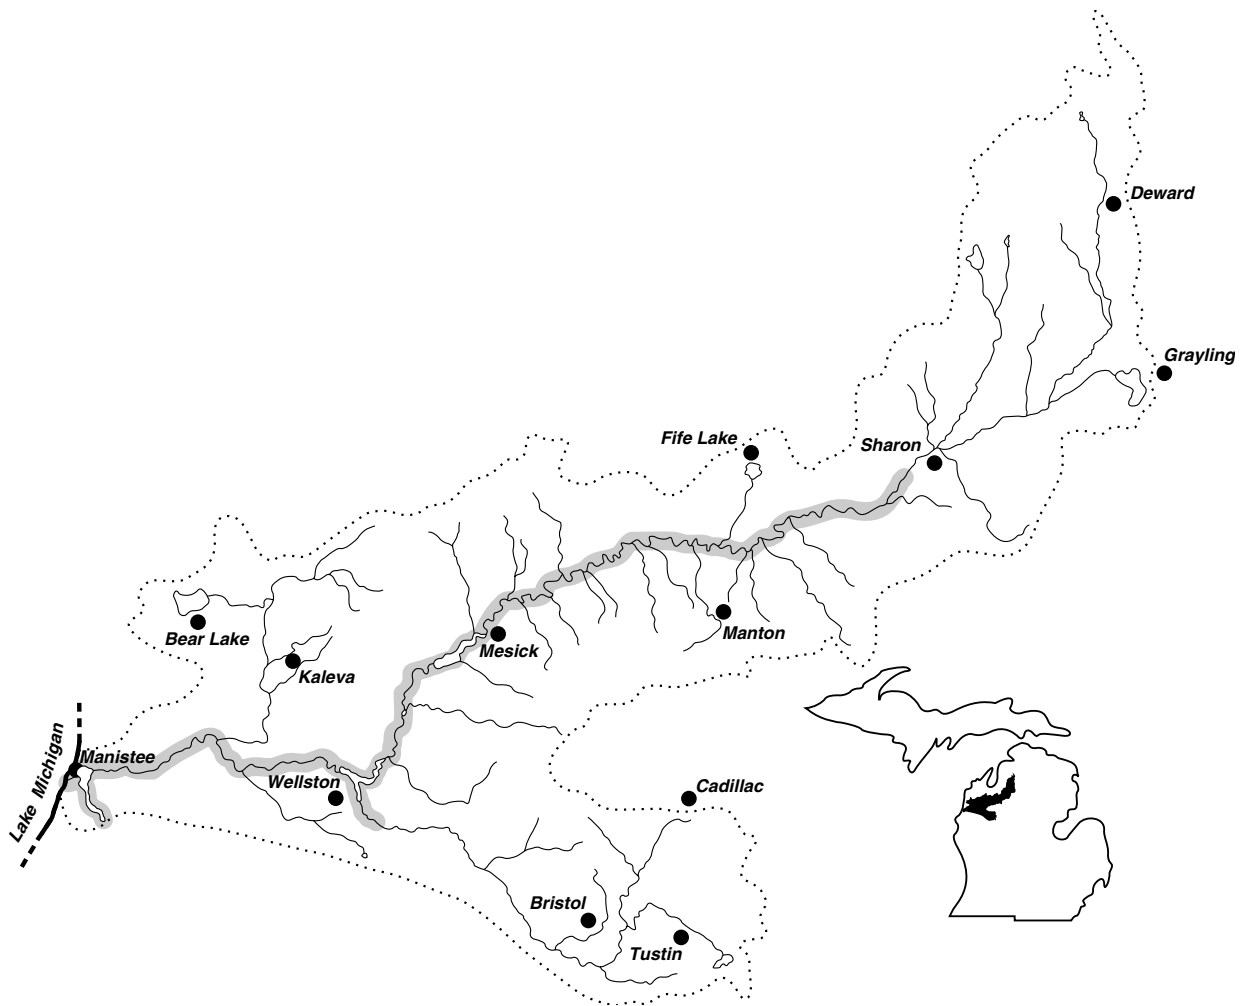 Deward
Grayling
Fife Lake
Sharon
Bear Lake
Manton
Mesick
Kaleva
Lake Michigan
Manistee
Wellston
Cadillac
Bristol
Tustin